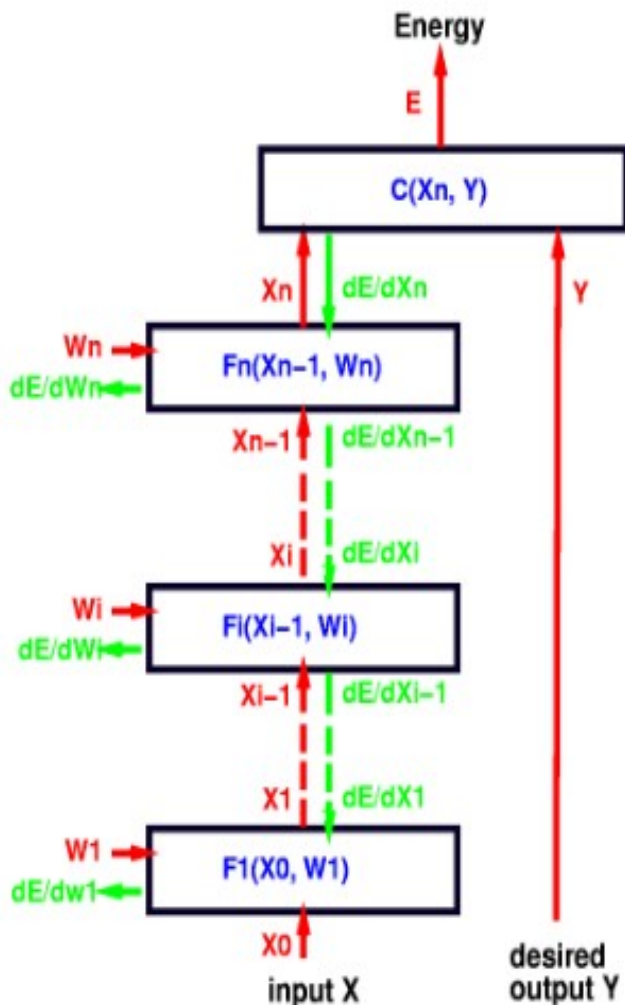 Energy
E
C(Xn, Y)
Xn dE/dXn Y
Wn
Fn(Xn-1, Wn)
dE/dWn
Xn-1 dE/dXn-1
Xi dE/dXi
Wi
Fi(Xi-1, Wi)
dE/dWi
Xi-1 dE/dXi-1
X1 dE/dX1
W1
F1(X0, W1)
dE/dw1
X0
input X
desired
output Y